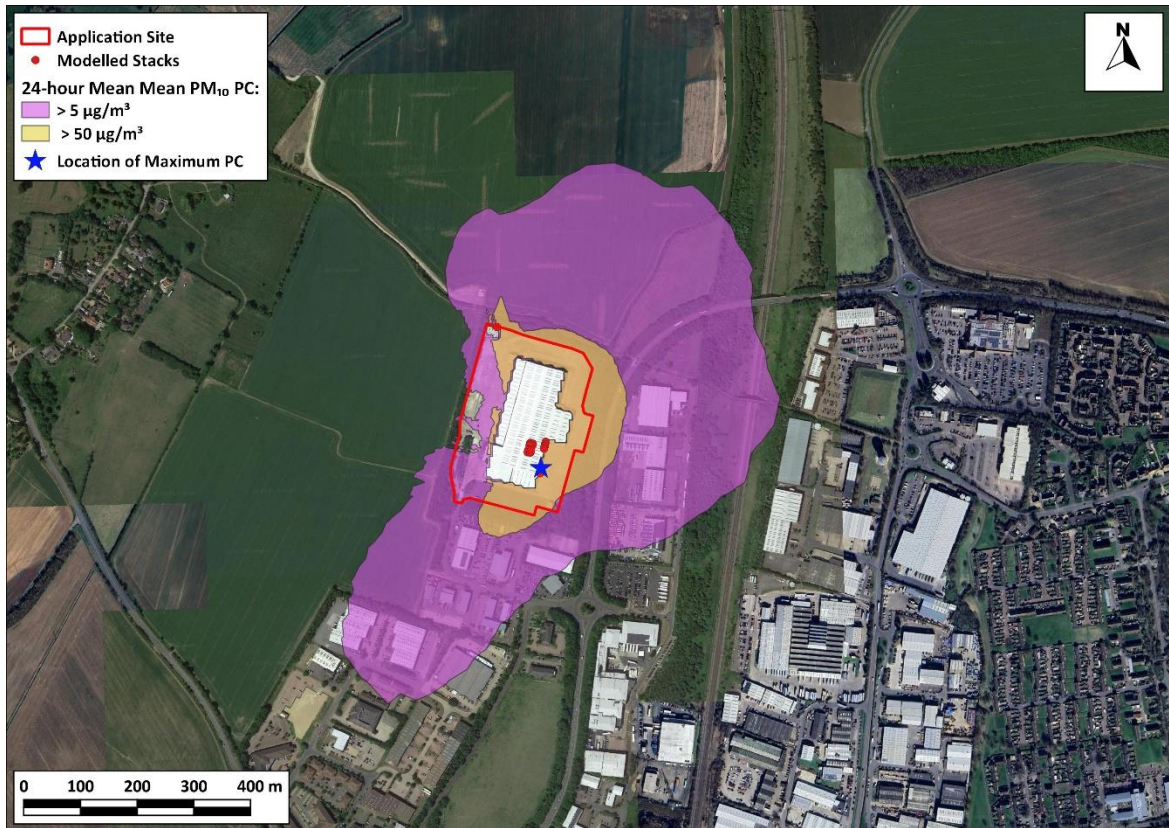 Application Site
Modelled Stacks
24-hour Mean Mean PM₁₀ PC:
> 5 µg/m³
> 50 µg/m³
Location of Maximum PC
N
0 100 200 300 400 m